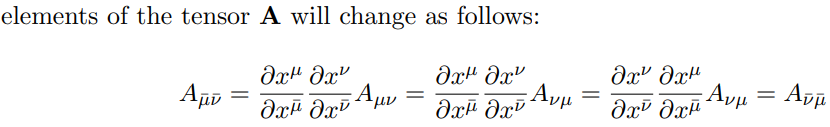 elements of the tensor A will change as follows:
A_{\bar{\mu}\bar{\nu}} = \frac{\partial x^{\mu}}{\partial x^{\bar{\mu}}} \frac{\partial x^{\nu}}{\partial x^{\bar{\nu}}} A_{\mu\nu} = \frac{\partial x^{\mu}}{\partial x^{\bar{\mu}}} \frac{\partial x^{\nu}}{\partial x^{\bar{\nu}}} A_{\nu\mu} = \frac{\partial x^{\nu}}{\partial x^{\bar{\nu}}} \frac{\partial x^{\mu}}{\partial x^{\bar{\mu}}} A_{\nu\mu} = A_{\bar{\nu}\bar{\mu}}